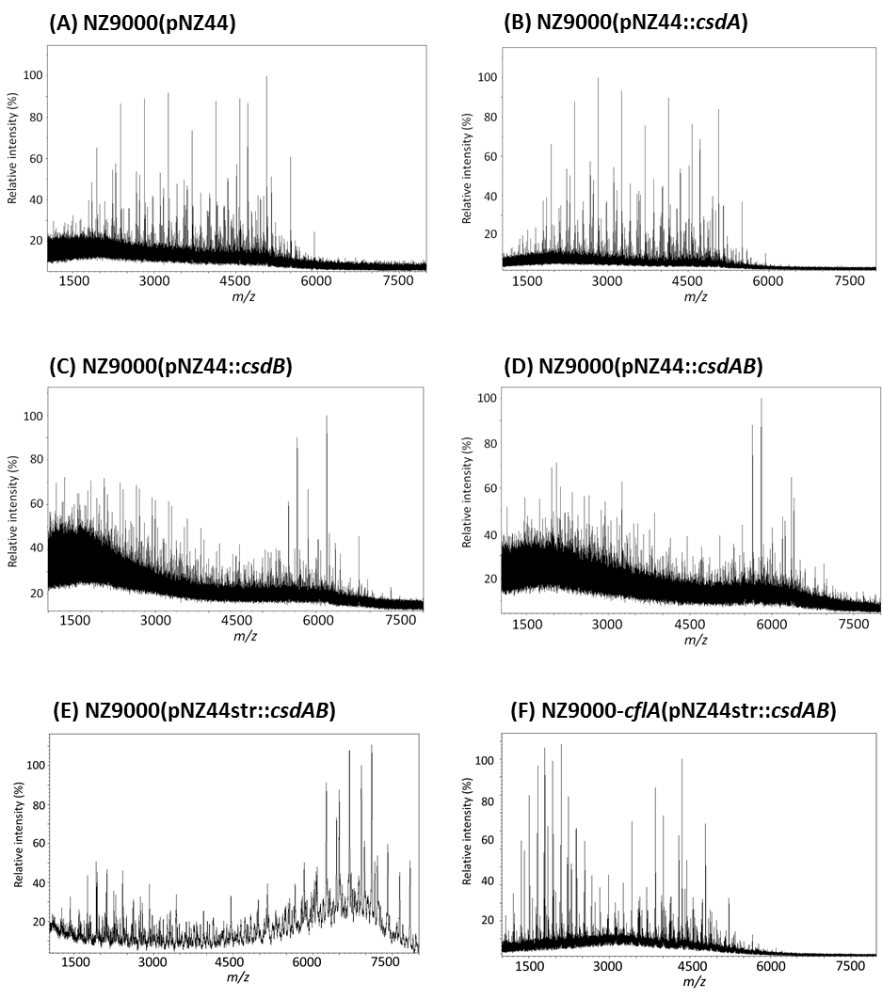 (A) NZ9000(pNZ44)
Relative intensity (%)
100
80
60
40
20
1500 3000 4500 6000 7500
m/z
(B) NZ9000(pNZ44::csdA)
Relative intensity (%)
100
80
60
40
20
1500 3000 4500 6000 7500
m/z
(C) NZ9000(pNZ44::csdB)
Relative intensity (%)
100
80
60
40
20
1500 3000 4500 6000 7500
m/z
(D) NZ9000(pNZ44::csdAB)
Relative intensity (%)
100
80
60
40
20
1500 3000 4500 6000 7500
m/z
(E) NZ9000(pNZ44str::csdAB)
Relative intensity (%)
100
80
60
40
20
1500 3000 4500 6000 7500
m/z
(F) NZ9000-cflA(pNZ44str::csdAB)
Relative intensity (%)
100
80
60
40
20
1500 3000 4500 6000 7500
m/z